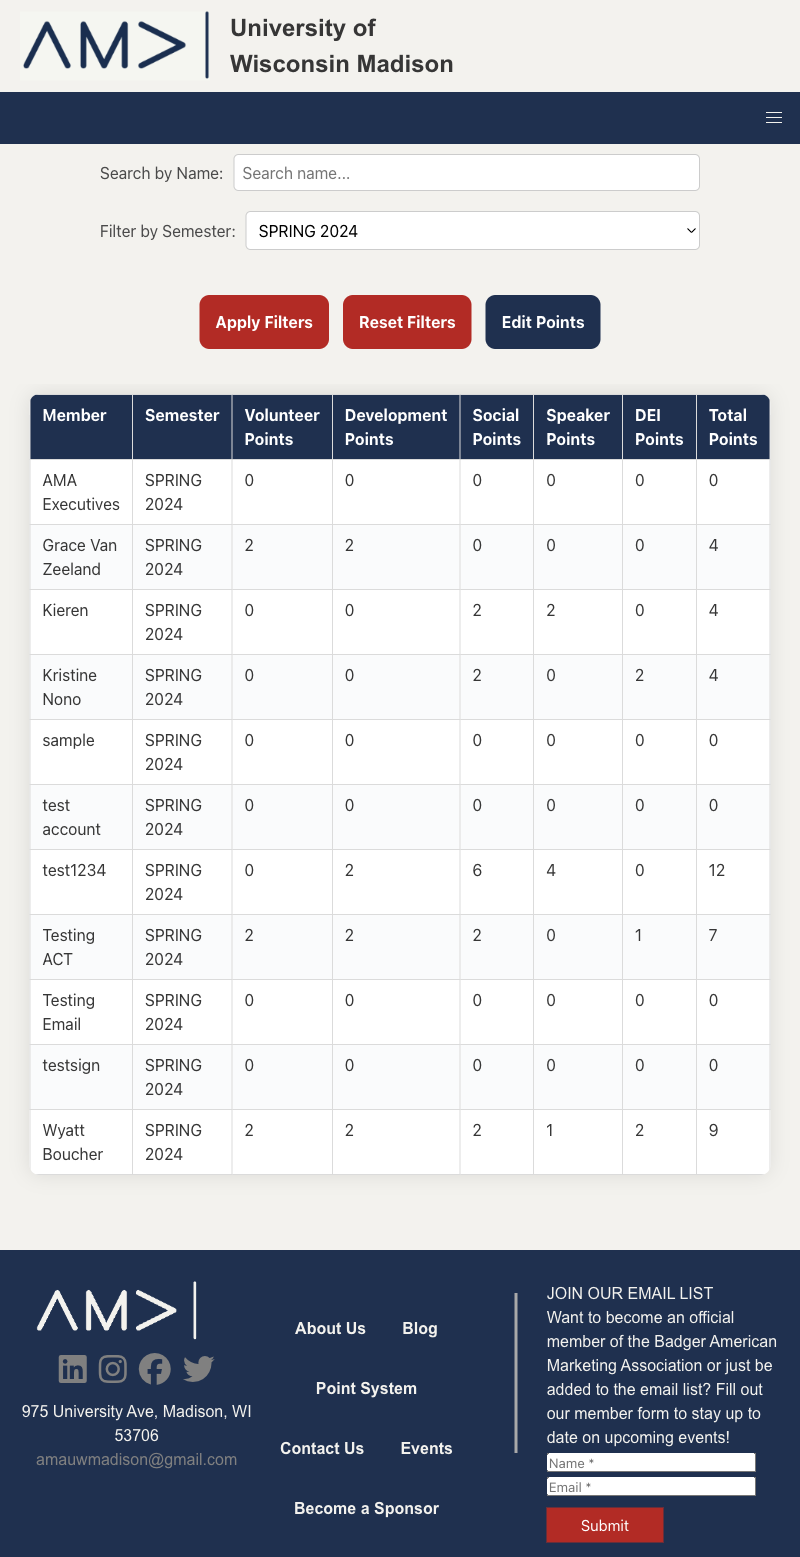 AMA
University of
Wisconsin Madison
Search by Name: Search name...
Filter by Semester: SPRING 2024
Apply Filters Reset Filters Edit Points
Member Semester Volunteer Development Social Speaker DEI Total
Points Points Points Points Points Points
AMA SPRING 0 0 0 0 0 0
Executives 2024
Grace Van SPRING 2 2 0 0 0 4
Zeeland 2024
Kieren SPRING 0 0 2 2 0 4
2024
Kristine SPRING 0 0 2 0 2 4
Nono 2024
sample SPRING 0 0 0 0 0 0
2024
test SPRING 0 0 0 0 0 0
account 2024
test1234 SPRING 0 2 6 4 0 12
2024
Testing SPRING 2 2 2 0 1 7
ACT 2024
Testing SPRING 0 0 0 0 0 0
Email 2024
testsign SPRING 0 0 0 0 0 0
2024
Wyatt SPRING 2 2 2 1 2 9
Boucher 2024
AMA
975 University Ave, Madison, WI
53706
amauwmadison@gmail.com
About Us Blog
Point System
Contact Us Events
Become a Sponsor
JOIN OUR EMAIL LIST
Want to become an official
member of the Badger American
Marketing Association or just be
added to the email list? Fill out
our member form to stay up to
date on upcoming events!
Name *
Email *
Submit